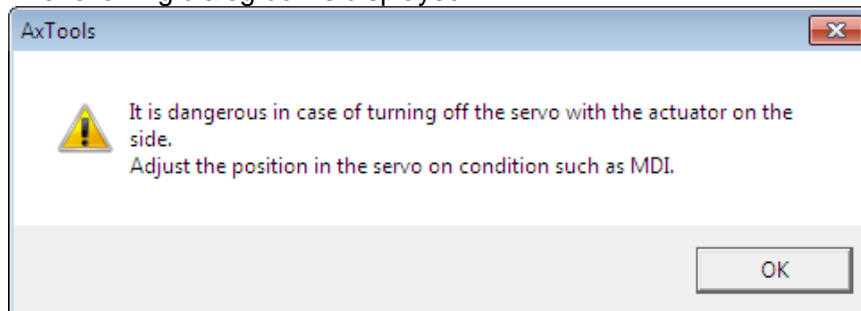 AxTools
It is dangerous in case of turning off the servo with the actuator on the
side.
Adjust the position in the servo on condition such as MDI.
OK